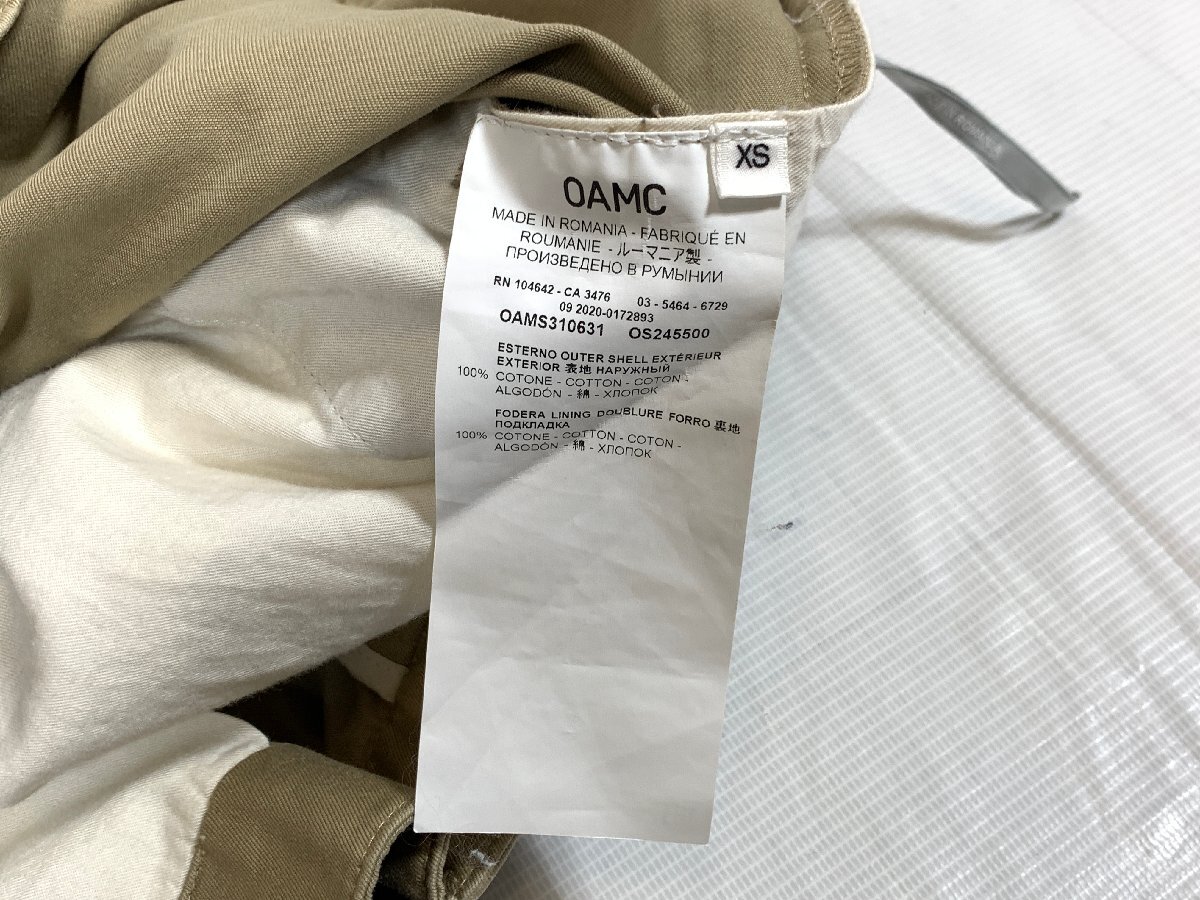 XS
OAMC
MADE IN ROMANIA - FABRIQUÉ EN
ROUMANIE - ルーマニア製 -
ПРОИЗВЕДЕНО В РУМЫНИИ
RN 104642 - CA 3476 03 - 5464 - 6729
09 2020-0172893
OAMS310631 OS245500
ESTERNO OUTER SHELL EXTÉRIEUR
EXTERIOR 表地 НАРУЖНЫЙ
100% COTONE - COTTON - COTON -
ALGODÓN - 綿 - ХЛОПОК
FODERA LINING DOUBLURE FORRO 裏地
ПОДКЛАДКА
100% COTONE - COTTON - COTON -
ALGODÓN - 綿 - ХЛОПОК
ROMANIA